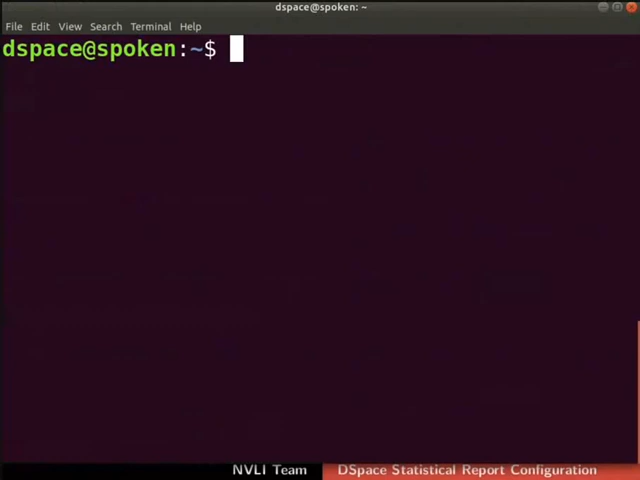 dspace@spoken: ~
File Edit View Search Terminal Help
dspace@spoken:~$
NVLI Team DSpace Statistical Report Configuration